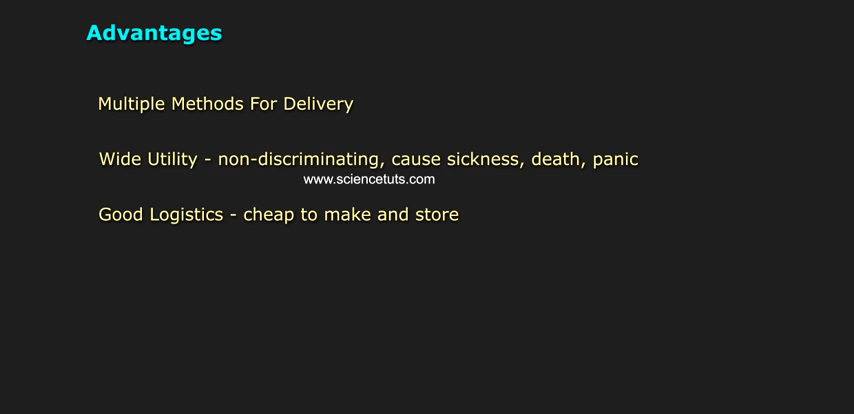 Advantages
Multiple Methods For Delivery
Wide Utility - non-discriminating, cause sickness, death, panic
www.sciencetuts.com
Good Logistics - cheap to make and store